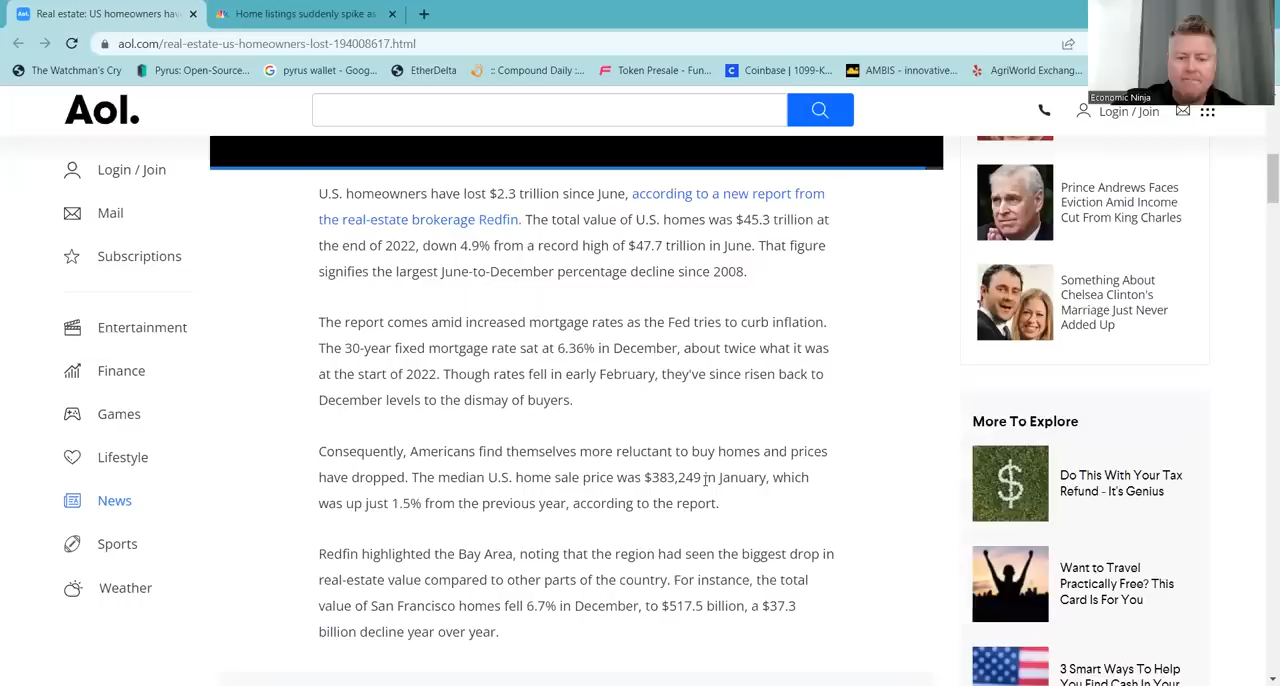 Real estate: US homeowners hav
Home listings suddenly spike as
aol.com/real-estate-us-homeowners-lost-194008617.html
The Watchman's Cry
Pyrus: Open-Source...
pyrus wallet - Goog...
EtherDelta
:: Compound Daily :...
Token Presale - Fun...
Coinbase | 1099-K...
AMBIS - innovative...
AgriWorld Exchang...
Economic Ninja
Aol.
Login / Join
Login / Join
Mail
Subscriptions
Entertainment
Finance
Games
Lifestyle
News
Sports
Weather
U.S. homeowners have lost $2.3 trillion since June, according to a new report from
the real-estate brokerage Redfin. The total value of U.S. homes was $45.3 trillion at
the end of 2022, down 4.9% from a record high of $47.7 trillion in June. That figure
signifies the largest June-to-December percentage decline since 2008.
The report comes amid increased mortgage rates as the Fed tries to curb inflation.
The 30-year fixed mortgage rate sat at 6.36% in December, about twice what it was
at the start of 2022. Though rates fell in early February, they've since risen back to
December levels to the dismay of buyers.
Consequently, Americans find themselves more reluctant to buy homes and prices
have dropped. The median U.S. home sale price was $383,249 in January, which
was up just 1.5% from the previous year, according to the report.
Redfin highlighted the Bay Area, noting that the region had seen the biggest drop in
real-estate value compared to other parts of the country. For instance, the total
value of San Francisco homes fell 6.7% in December, to $517.5 billion, a $37.3
billion decline year over year.
Prince Andrews Faces
Eviction Amid Income
Cut From King Charles
Something About
Chelsea Clinton's
Marriage Just Never
Added Up
More To Explore
Do This With Your Tax
Refund - It's Genius
Want to Travel
Practically Free? This
Card Is For You
3 Smart Ways To Help
You Find Cash In Your